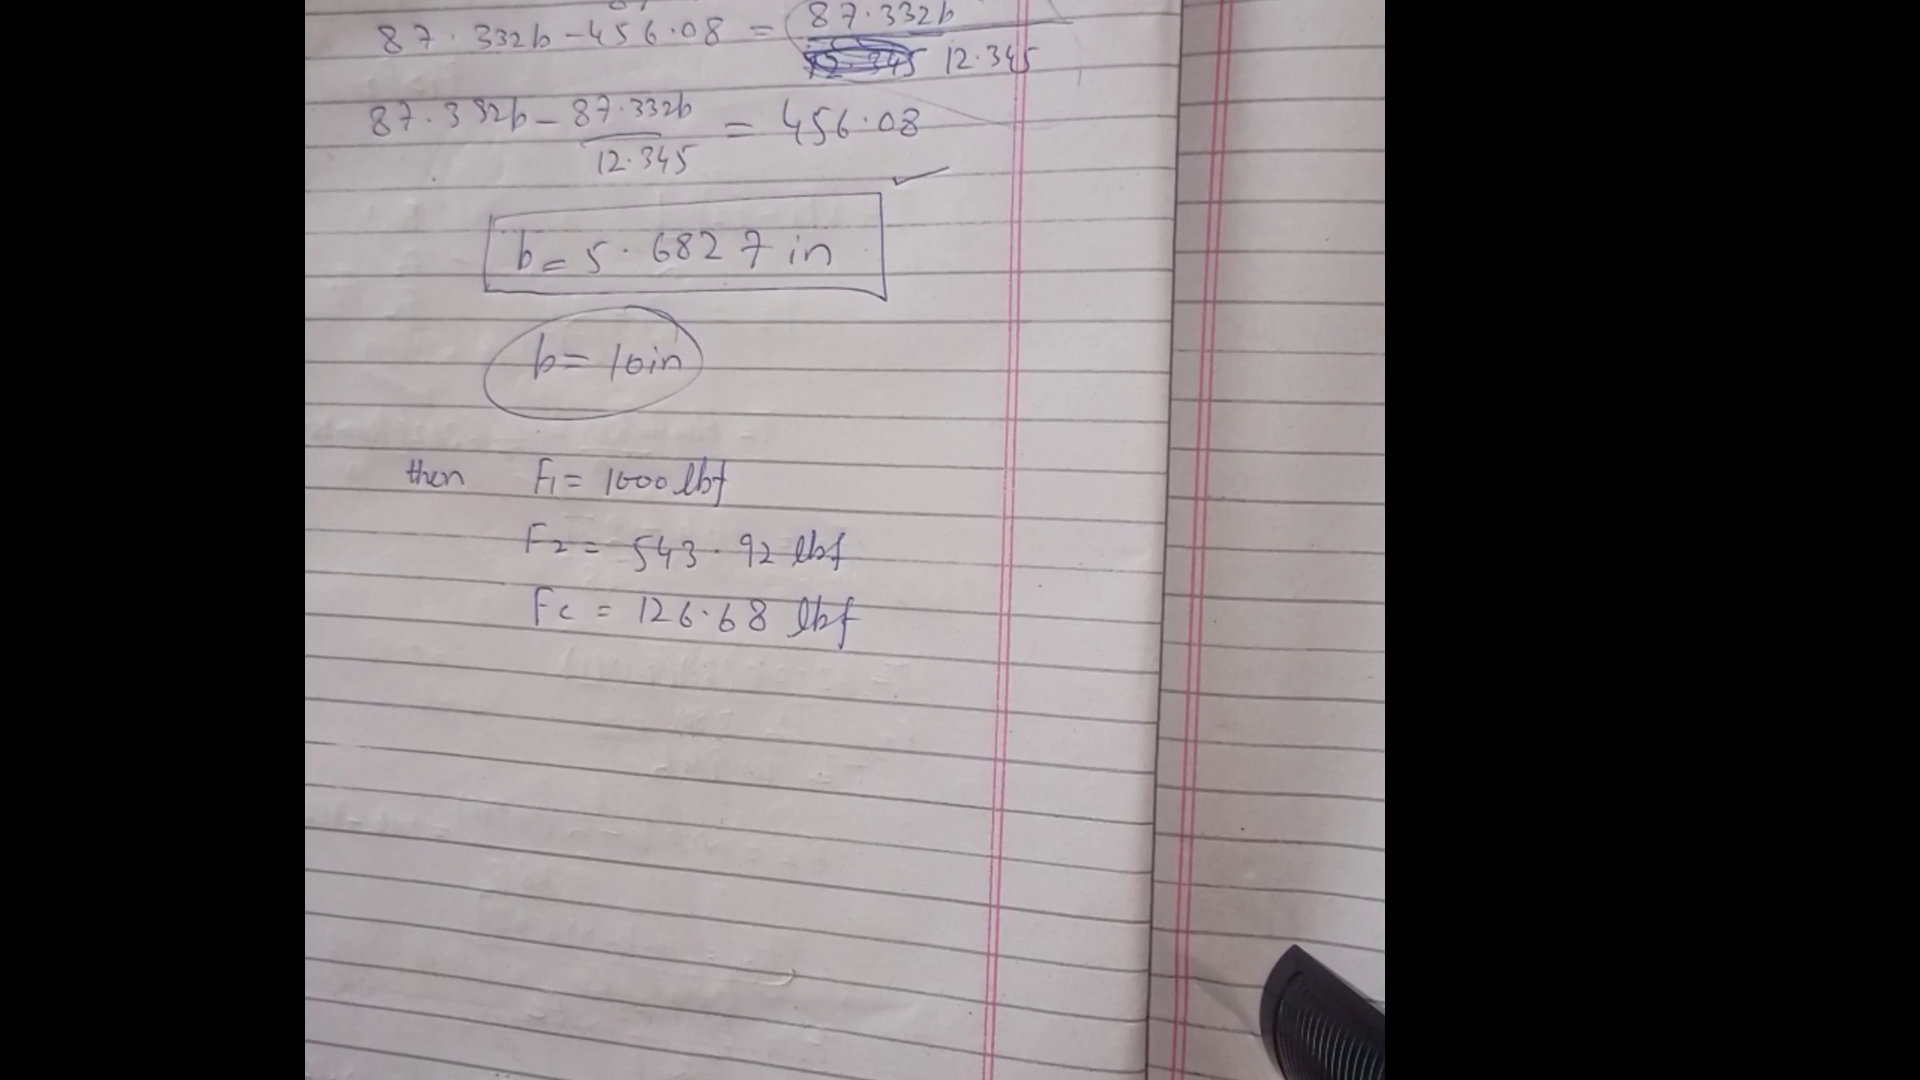 87.332b - 456.08 = 87.332b / 12.345
87.332b - 87.332b / 12.345 = 456.08
b = 5.6827 in
b = 10in
then F1 = 1000 lbf
F2 = 543.92 lbf
Fc = 126.68 lbf